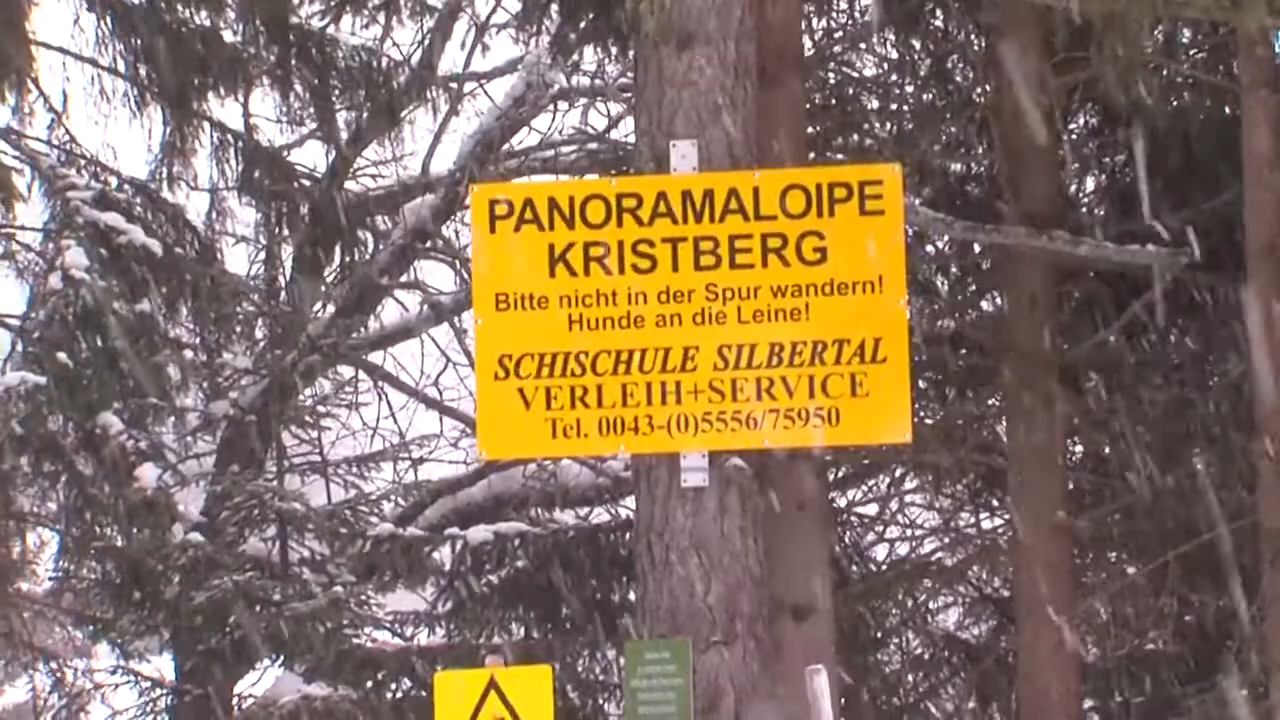 PANORAMALOIPE
KRISTBERG
Bitte nicht in der Spur wandern!
Hunde an die Leine!
SCHISCHULE SILBERTAL
VERLEIH+SERVICE
Tel. 0043-(0)5556/75950